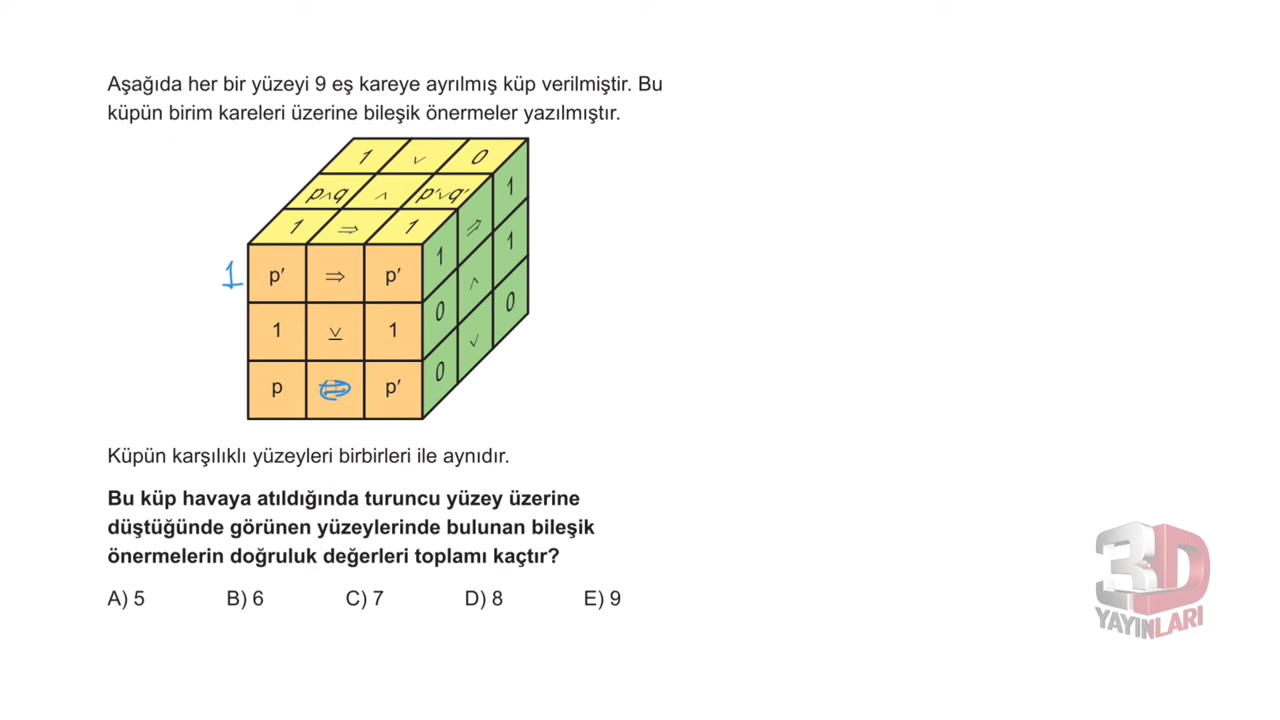 Aşağıda her bir yüzeyi 9 eş kareye ayrılmış küp verilmiştir. Bu
küpün birim kareleri üzerine bileşik önermeler yazılmıştır.
1 ∨ 0
p∧q ∧ p′∨q′
1 ⇒ 1
1
p′ ⇒ p′
1 ⊻ 1
p p′
1 ⇒ 1
0 ∧ 1
0 ∨ 0
Küpün karşılıklı yüzeyleri birbirleri ile aynıdır.
Bu küp havaya atıldığında turuncu yüzey üzerine
düştüğünde görünen yüzeylerinde bulunan bileşik
önermelerin doğruluk değerleri toplamı kaçtır?
A) 5 B) 6 C) 7 D) 8 E) 9
3D
YAYINLARI